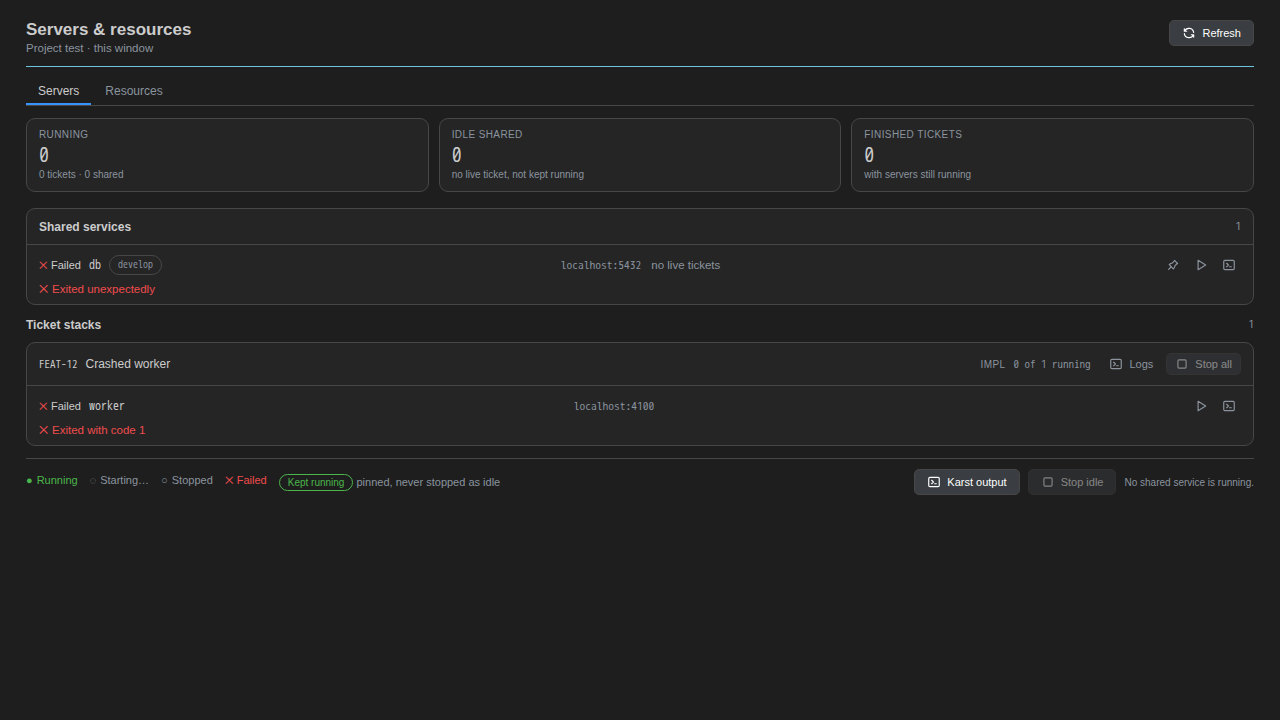 Servers & resources
Project test · this window
Refresh
Servers
Resources
RUNNING
0
0 tickets · 0 shared
IDLE SHARED
0
no live ticket, not kept running
FINISHED TICKETS
0
with servers still running
Shared services
1
Failed db develop
localhost:5432 no live tickets
Exited unexpectedly
Ticket stacks
1
FEAT-12 Crashed worker
IMPL 0 of 1 running
Logs
Stop all
Failed worker
localhost:4100
Exited with code 1
● Running
○ Starting…
○ Stopped
Failed
Kept running pinned, never stopped as idle
Karst output
Stop idle
No shared service is running.